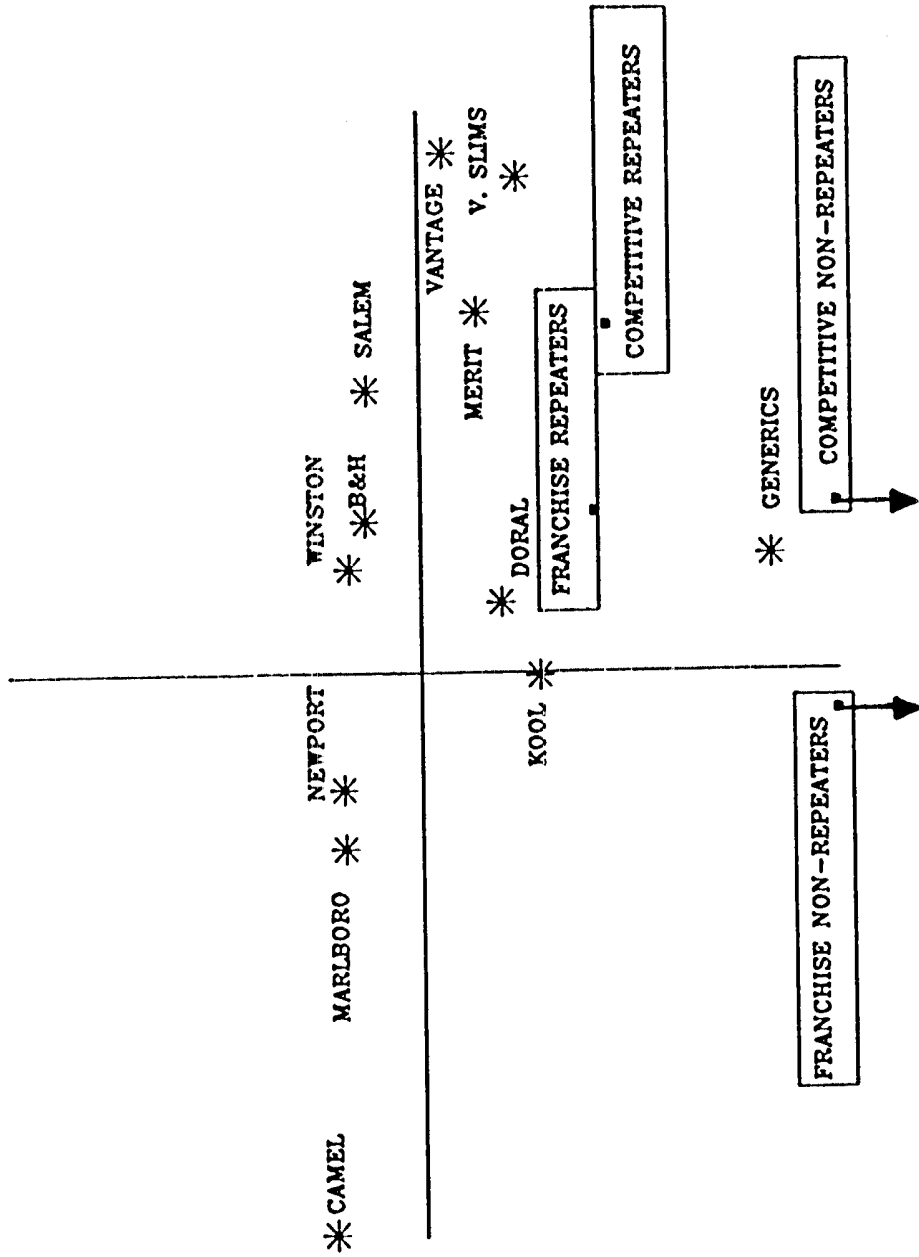 WINSTON
NEWPORT
CAMEL
MARLBORO
B&H
SALEM
VANTAGE
MERIT
V. SLIMS
DORAL
KOOL
FRANCHISE REPEATERS
COMPETITIVE REPEATERS
GENERICS
FRANCHISE NON-REPEATERS
COMPETITIVE NON-REPEATERS